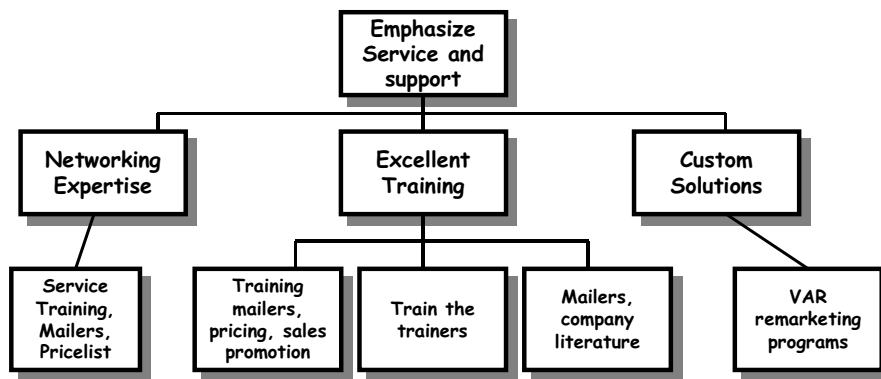 Emphasize
Service and
support
Networking
Expertise
Excellent
Training
Custom
Solutions
Service
Training,
Mailers,
Pricelist
Training
mailers,
pricing, sales
promotion
Train the
trainers
Mailers,
company
literature
VAR
remarketing
programs